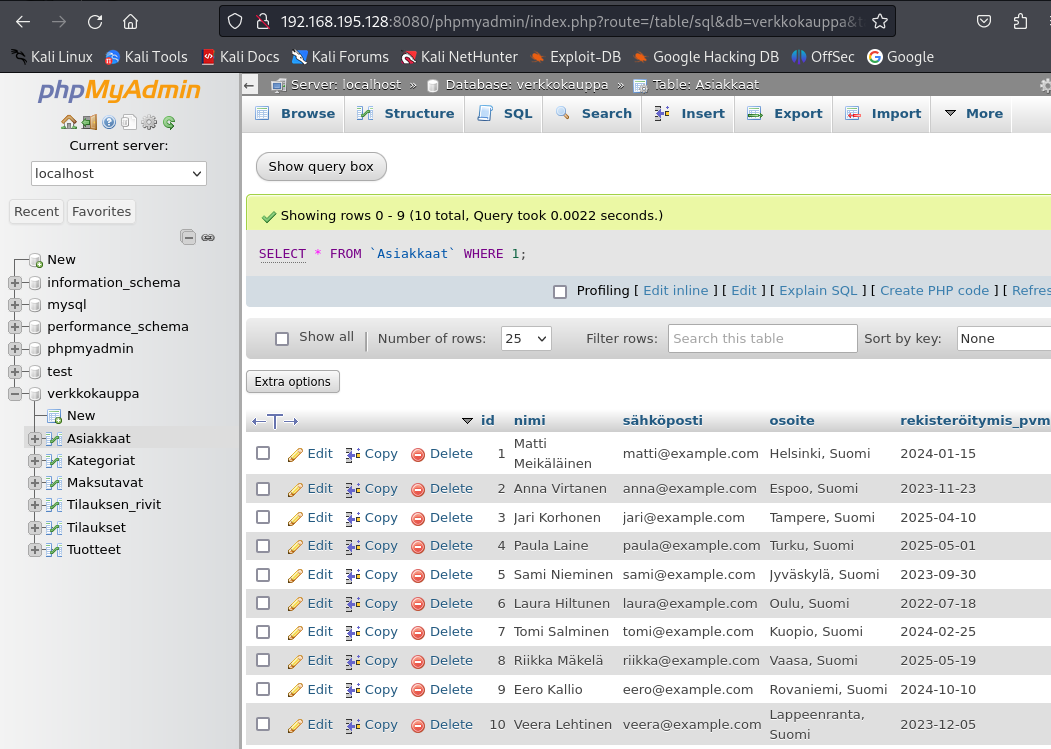 192.168.195.128:8080/phpmyadmin/index.php?route=/table/sql&db=verkkokauppa&t
Kali Linux Kali Tools Kali Docs Kali Forums Kali NetHunter Exploit-DB Google Hacking DB OffSec Google
phpMyAdmin
Current server:
localhost
Recent Favorites
New
information_schema
mysql
performance_schema
phpmyadmin
test
verkkokauppa
New
Asiakkaat
Kategoriat
Maksutavat
Tilauksen_rivit
Tilaukset
Tuotteet
Server: localhost » Database: verkkokauppa » Table: Asiakkaat
Browse Structure SQL Search Insert Export Import More
Show query box
Showing rows 0 - 9 (10 total, Query took 0.0022 seconds.)
SELECT * FROM `Asiakkaat` WHERE 1;
Profiling [ Edit inline ] [ Edit ] [ Explain SQL ] [ Create PHP code ] [ Refres
Show all Number of rows: 25 Filter rows: Search this table Sort by key: None
Extra options
←T→ id nimi sähköposti osoite rekisteröitymis_pvm
Edit Copy Delete 1 Matti Meikäläinen matti@example.com Helsinki, Suomi 2024-01-15
Edit Copy Delete 2 Anna Virtanen anna@example.com Espoo, Suomi 2023-11-23
Edit Copy Delete 3 Jari Korhonen jari@example.com Tampere, Suomi 2025-04-10
Edit Copy Delete 4 Paula Laine paula@example.com Turku, Suomi 2025-05-01
Edit Copy Delete 5 Sami Nieminen sami@example.com Jyväskylä, Suomi 2023-09-30
Edit Copy Delete 6 Laura Hiltunen laura@example.com Oulu, Suomi 2022-07-18
Edit Copy Delete 7 Tomi Salminen tomi@example.com Kuopio, Suomi 2024-02-25
Edit Copy Delete 8 Riikka Mäkelä riikka@example.com Vaasa, Suomi 2025-05-19
Edit Copy Delete 9 Eero Kallio eero@example.com Rovaniemi, Suomi 2024-10-10
Edit Copy Delete 10 Veera Lehtinen veera@example.com Lappeenranta, Suomi 2023-12-05